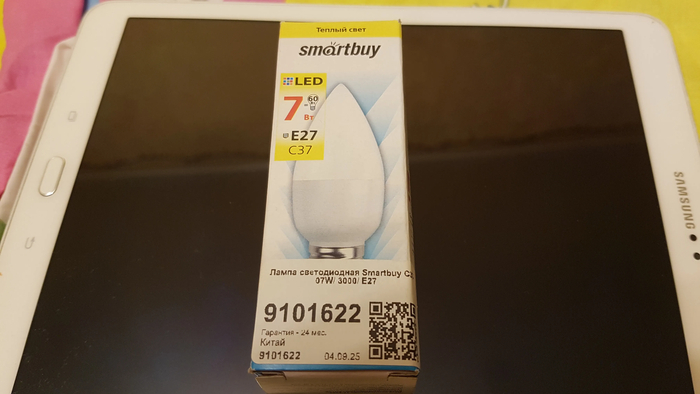 Теплый свет
smartbuy
LED
7 60
Вт
E27
C37
Лампа светодиодная Smartbuy
07W/ 3000/ E27
9101622
Гарантия - 24 мес.
Китай
9101622 04.09.25
SAMSUNG